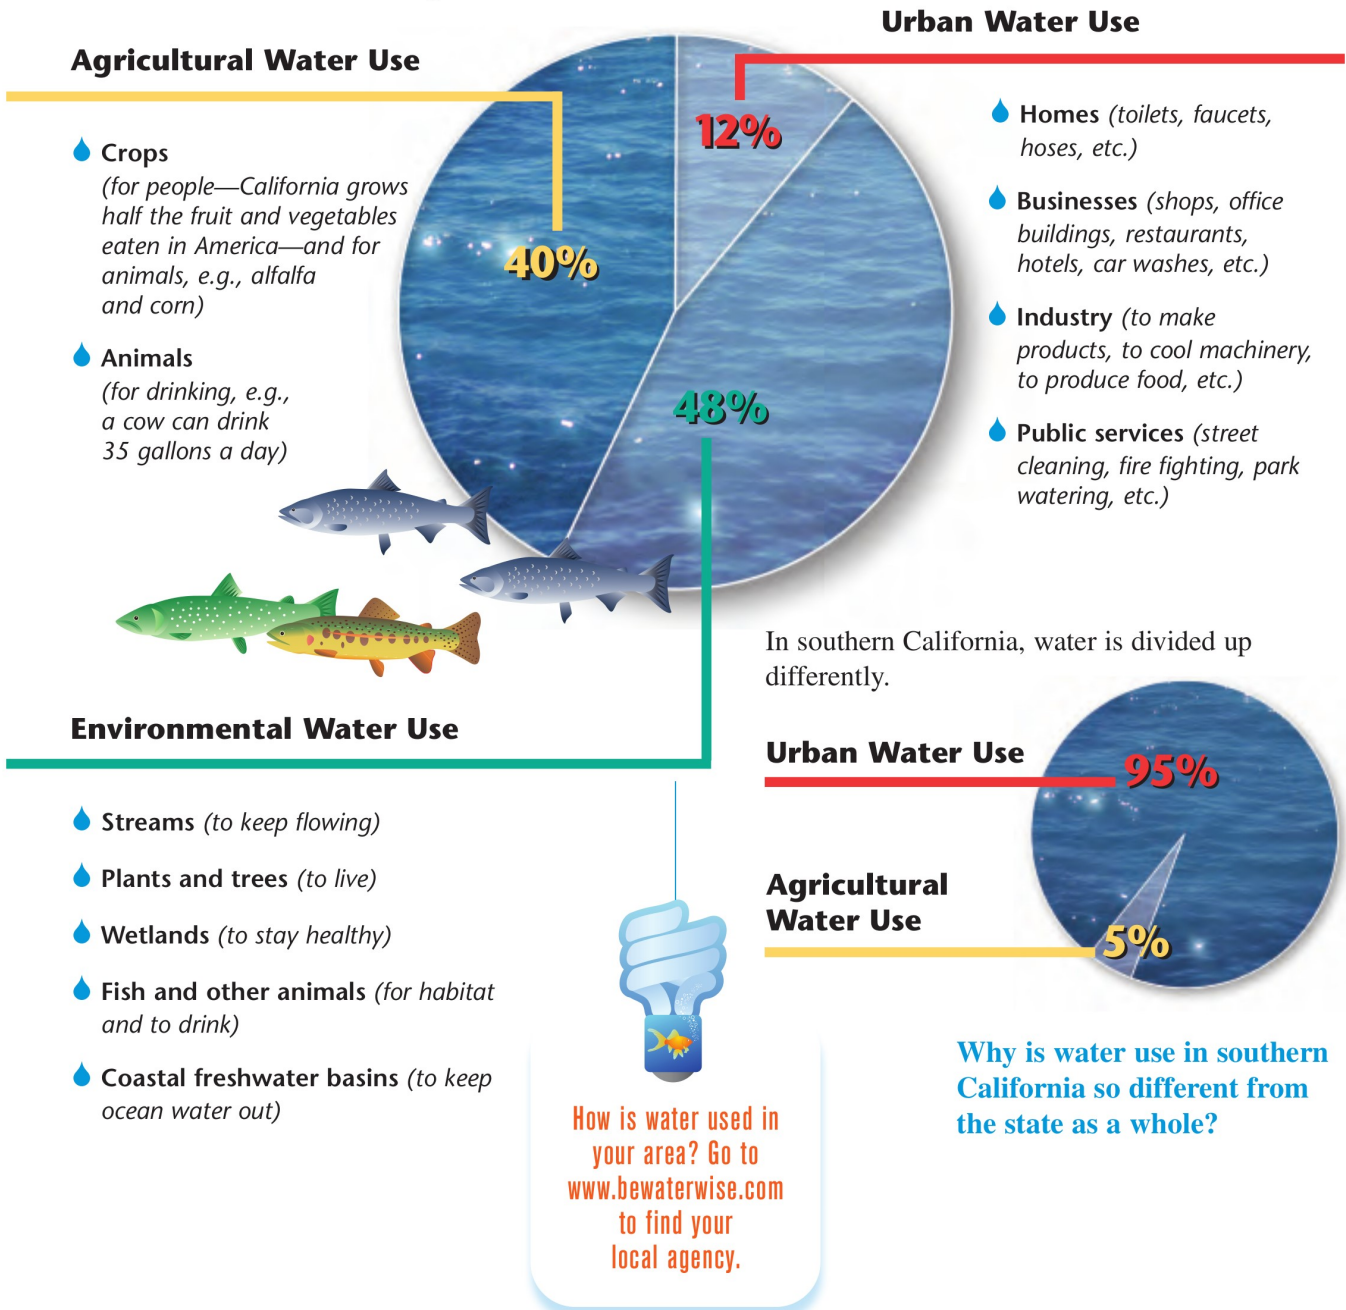 Urban Water Use
Agricultural Water Use
12%
40%
48%
Crops
(for people—California grows
half the fruit and vegetables
eaten in America—and for
animals, e.g., alfalfa
and corn)
Animals
(for drinking, e.g.,
a cow can drink
35 gallons a day)
Homes (toilets, faucets,
hoses, etc.)
Businesses (shops, office
buildings, restaurants,
hotels, car washes, etc.)
Industry (to make
products, to cool machinery,
to produce food, etc.)
Public services (street
cleaning, fire fighting, park
watering, etc.)
Environmental Water Use
Streams (to keep flowing)
Plants and trees (to live)
Wetlands (to stay healthy)
Fish and other animals (for habitat
and to drink)
Coastal freshwater basins (to keep
ocean water out)
In southern California, water is divided up
differently.
Urban Water Use
95%
Agricultural
Water Use
5%
Why is water use in southern
California so different from
the state as a whole?
How is water used in
your area? Go to
www.bewaterwise.com
to find your
local agency.